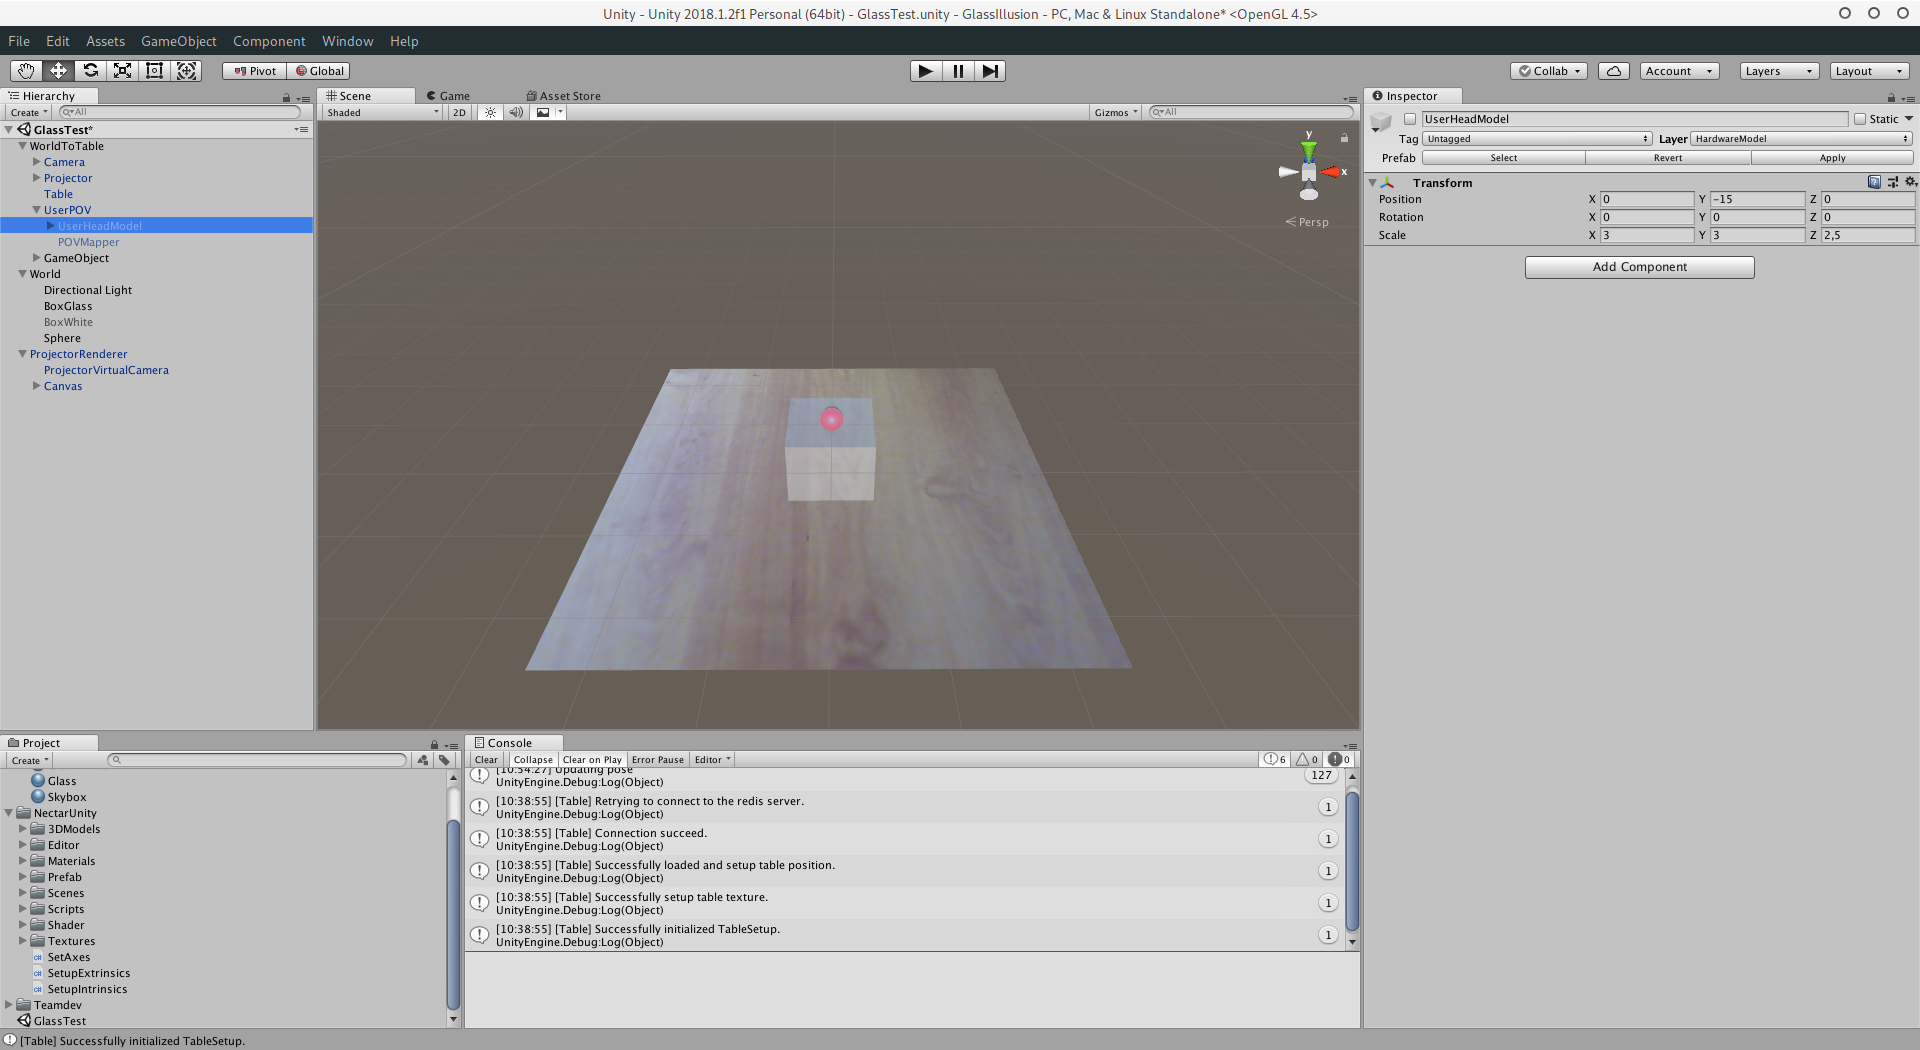 Unity - Unity 2018.1.2f1 Personal (64bit) - GlassTest.unity - GlassIllusion - PC, Mac & Linux Standalone* <OpenGL 4.5>
File Edit Assets GameObject Component Window Help
Pivot Global Collab Account Layers Layout
Hierarchy
Create All
GlassTest*
WorldToTable
Camera
Projector
Table
UserPOV
UserHeadModel
POVMapper
GameObject
World
Directional Light
BoxGlass
BoxWhite
Sphere
ProjectorRenderer
ProjectorVirtualCamera
Canvas
Scene Game Asset Store
Shaded 2D Gizmos All
y
x
Persp
Inspector
UserHeadModel Static
Tag Untagged Layer HardwareModel
Prefab Select Revert Apply
Transform
Position X 0 Y -15 Z 0
Rotation X 0 Y 0 Z 0
Scale X 3 Y 3 Z 2,5
Add Component
Project
Create
Glass
Skybox
NectarUnity
3DModels
Editor
Materials
Prefab
Scenes
Scripts
Shader
Textures
SetAxes
SetupExtrinsics
SetupIntrinsics
Teamdev
GlassTest
Console
Clear Collapse Clear on Play Error Pause Editor 6 0 0
[10:54:27] Updating pose
UnityEngine.Debug:Log(Object) 127
[10:38:55] [Table] Retrying to connect to the redis server.
UnityEngine.Debug:Log(Object) 1
[10:38:55] [Table] Connection succeed.
UnityEngine.Debug:Log(Object) 1
[10:38:55] [Table] Successfully loaded and setup table position.
UnityEngine.Debug:Log(Object) 1
[10:38:55] [Table] Successfully setup table texture.
UnityEngine.Debug:Log(Object) 1
[10:38:55] [Table] Successfully initialized TableSetup.
UnityEngine.Debug:Log(Object) 1
[Table] Successfully initialized TableSetup.